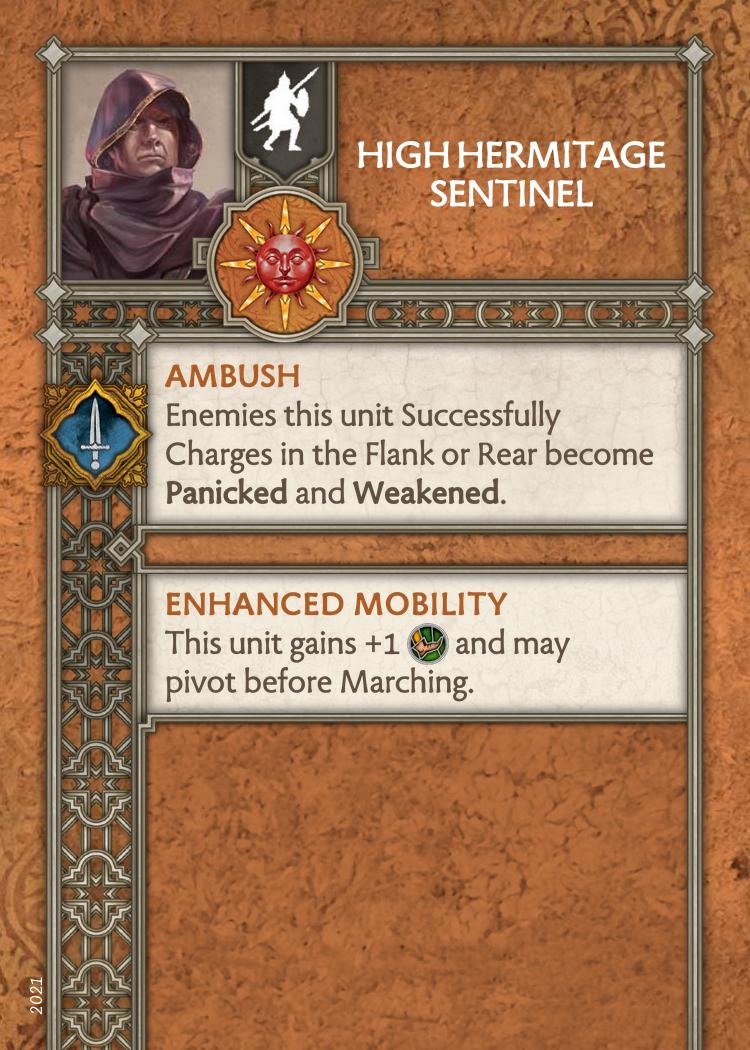 HIGH HERMITAGE
SENTINEL
AMBUSH
Enemies this unit Successfully
Charges in the Flank or Rear become
Panicked and Weakened.
ENHANCED MOBILITY
This unit gains +1 and may
pivot before Marching.
2021